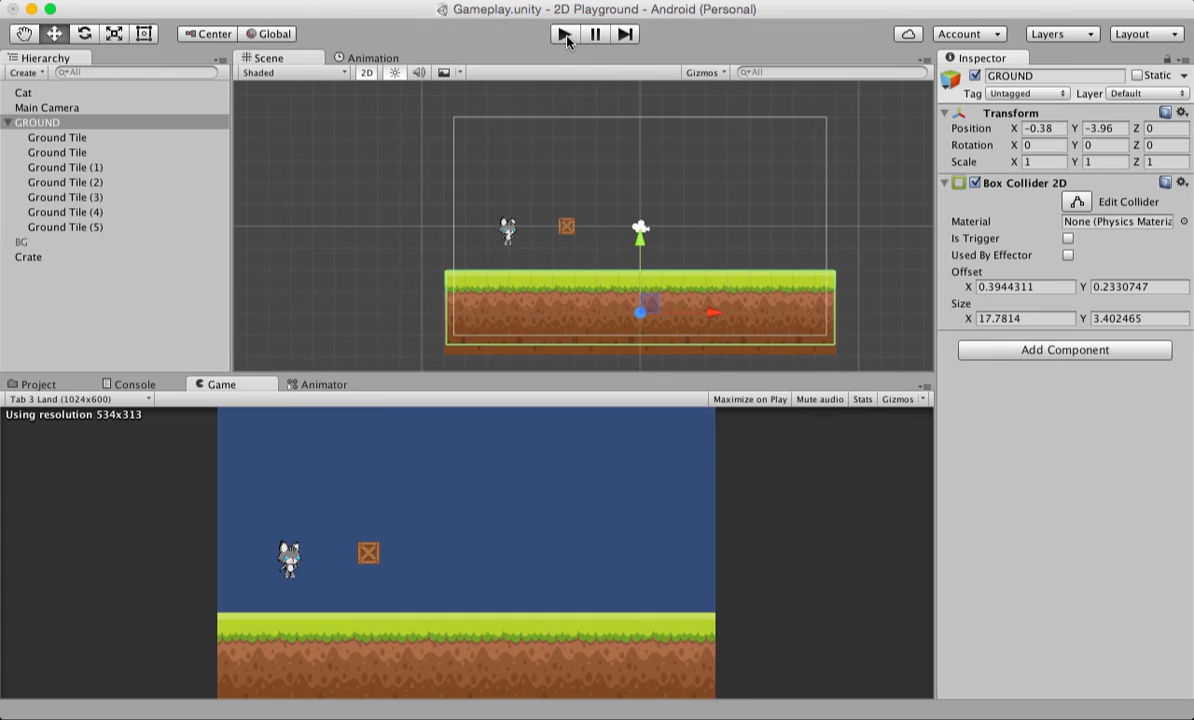 Gameplay.unity - 2D Playground - Android (Personal)
Center Global Account Layers Layout
Hierarchy
Create All
Cat
Main Camera
GROUND
Ground Tile
Ground Tile
Ground Tile (1)
Ground Tile (2)
Ground Tile (3)
Ground Tile (4)
Ground Tile (5)
BG
Crate
Scene Animation
Shaded 2D Gizmos All
Inspector
GROUND Static
Tag Untagged Layer Default
Transform
Position X -0.38 Y -3.96 Z 0
Rotation X 0 Y 0 Z 0
Scale X 1 Y 1 Z 1
Box Collider 2D
Edit Collider
Material None (Physics Materia
Is Trigger
Used By Effector
Offset
X 0.3944311 Y 0.2330747
Size
X 17.7814 Y 3.402465
Add Component
Project Console Game Animator
Tab 3 Land (1024x600) Maximize on Play Mute audio Stats Gizmos
Using resolution 534x313